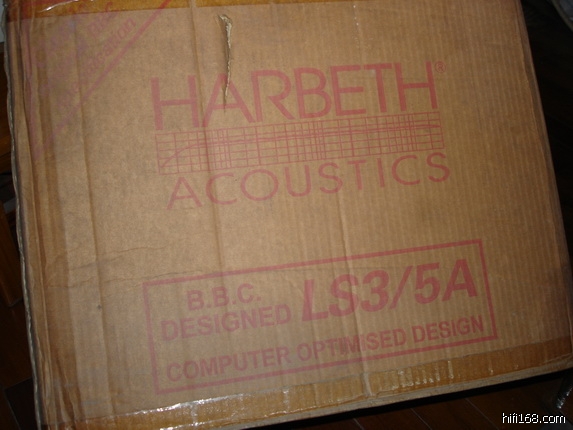 HARBETH
ACOUSTICS
B.B.C.
DESIGNED LS3/5A
COMPUTER OPTIMISED DESIGN
hifi168.com